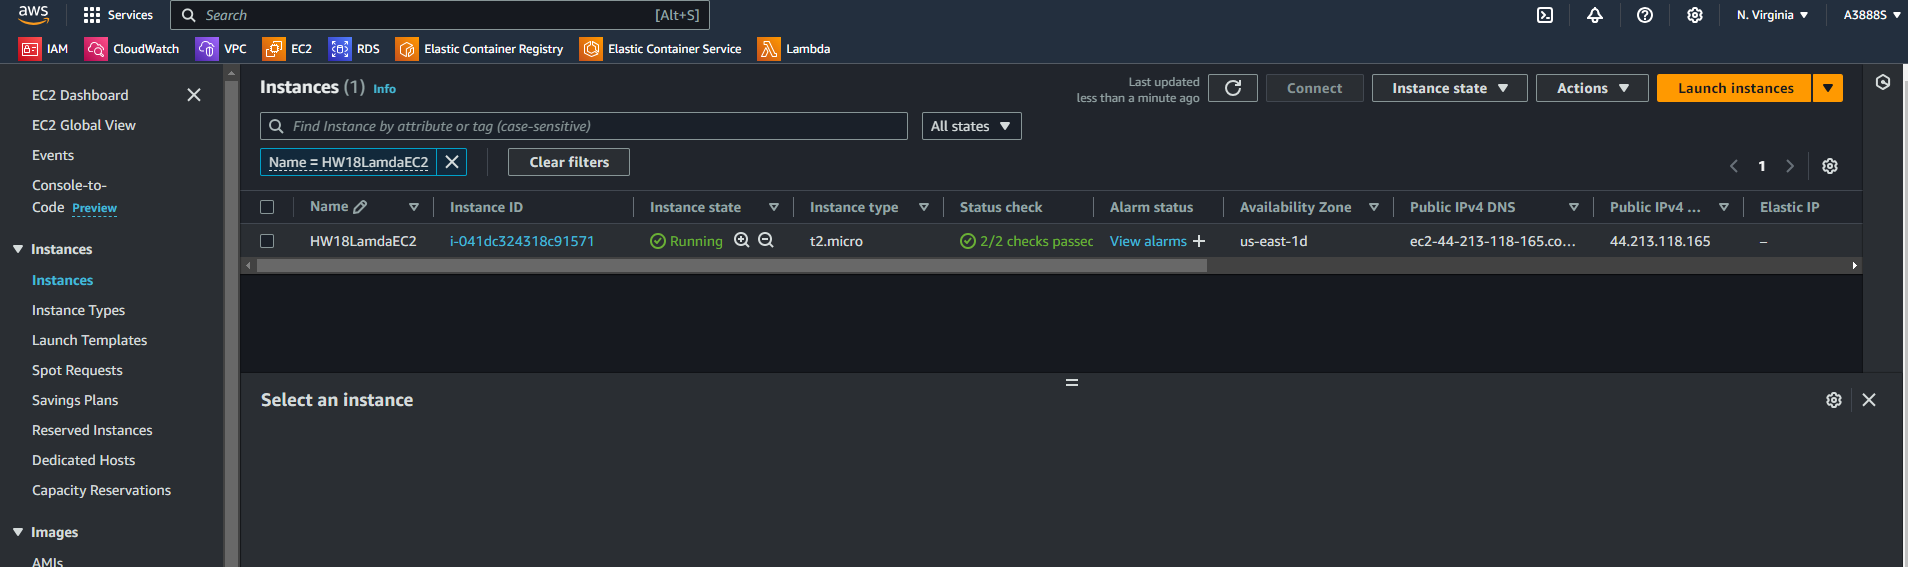 aws Services Search [Alt+S] N. Virginia A3888S
IAM CloudWatch VPC EC2 RDS Elastic Container Registry Elastic Container Service Lambda
EC2 Dashboard
EC2 Global View
Events
Console-to-
Code Preview
Instances
Instances
Instance Types
Launch Templates
Spot Requests
Savings Plans
Reserved Instances
Dedicated Hosts
Capacity Reservations
Images
AMIs
Instances (1) Info
Last updated
less than a minute ago
Connect Instance state Actions Launch instances
Find Instance by attribute or tag (case-sensitive) All states
Name = HW18LamdaEC2 Clear filters
1
Name Instance ID Instance state Instance type Status check Alarm status Availability Zone Public IPv4 DNS Public IPv4 ... Elastic IP
HW18LamdaEC2 i-041dc324318c91571 Running t2.micro 2/2 checks passec View alarms + us-east-1d ec2-44-213-118-165.co... 44.213.118.165 –
Select an instance